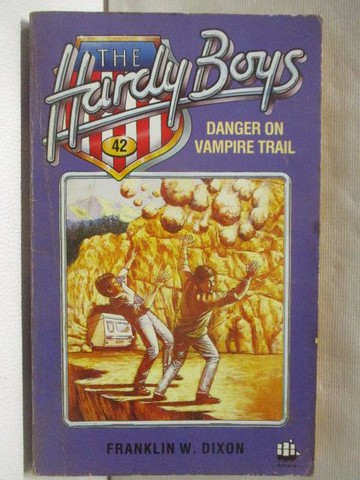 THE
Hardy Boys
42
DANGER ON
VAMPIRE TRAIL
FRANKLIN W. DIXON